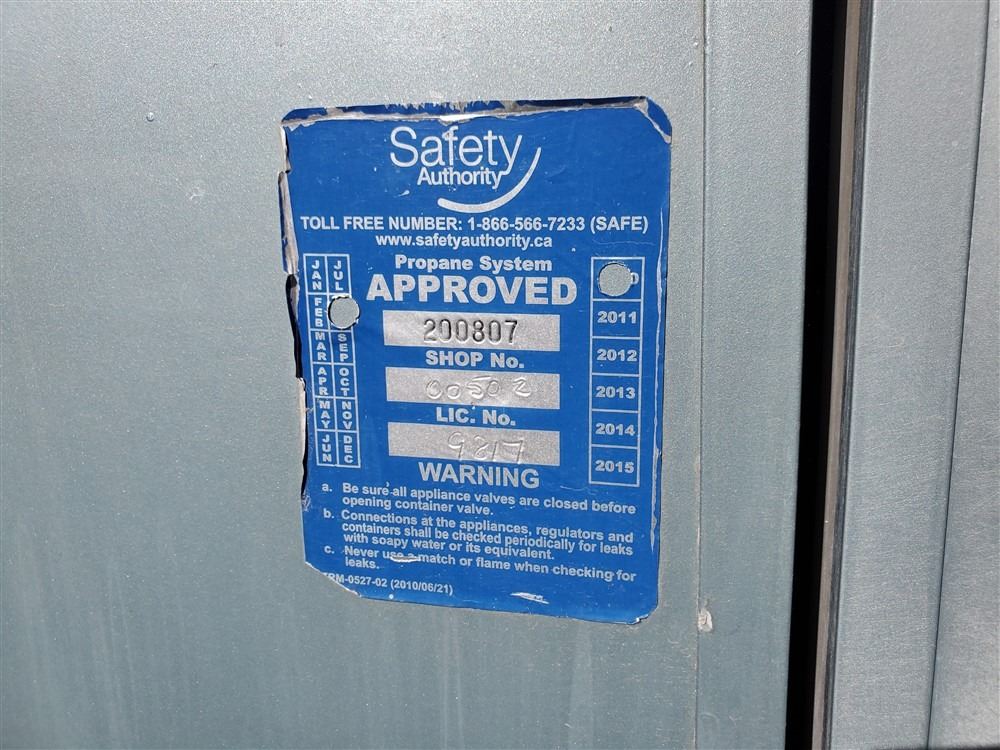 Safety
Authority
TOLL FREE NUMBER: 1-866-566-7233 (SAFE)
www.safetyauthority.ca
Propane System
APPROVED
JAN JUL
FEB
MAR SEP
APR OCT
MAY NOV
JUN DEC
200807
SHOP No.
00502
LIC. No.
9217
2011
2012
2013
2014
2015
WARNING
a. Be sure all appliance valves are closed before
opening container valve.
b. Connections at the appliances, regulators and
containers shall be checked periodically for leaks
with soapy water or its equivalent.
c. Never use match or flame when checking for
leaks.
-0527-02 (2010/06/21)